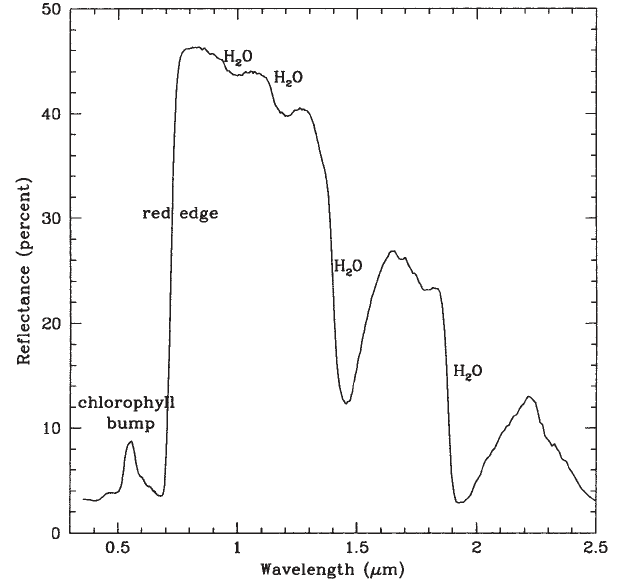 50
40
30
20
10
0
Reflectance (percent)
H₂O
H₂O
red edge
H₂O
H₂O
chlorophyll
bump
0.5 1 1.5 2 2.5
Wavelength (μm)